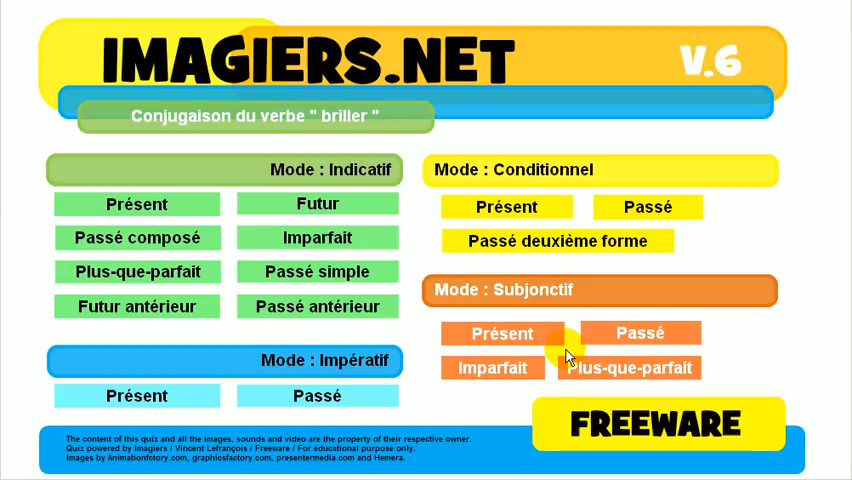 IMAGIERS.NET
V.6
Conjugaison du verbe " briller "
Mode : Indicatif
Présent
Futur
Passé composé
Imparfait
Plus-que-parfait
Passé simple
Futur antérieur
Passé antérieur
Mode : Impératif
Présent
Passé
Mode : Conditionnel
Présent
Passé
Passé deuxième forme
Mode : Subjonctif
Présent
Passé
Imparfait
Plus-que-parfait
FREEWARE
The content of this quiz and all the images, sounds and video are the property of their respective owner.
Quiz powered by Imagiers / Vincent Lefrançois / Freeware / For educational purpose only.
Images by Animationfctory.com, graphicsfactory.com, presentermedia.com and Hemera.